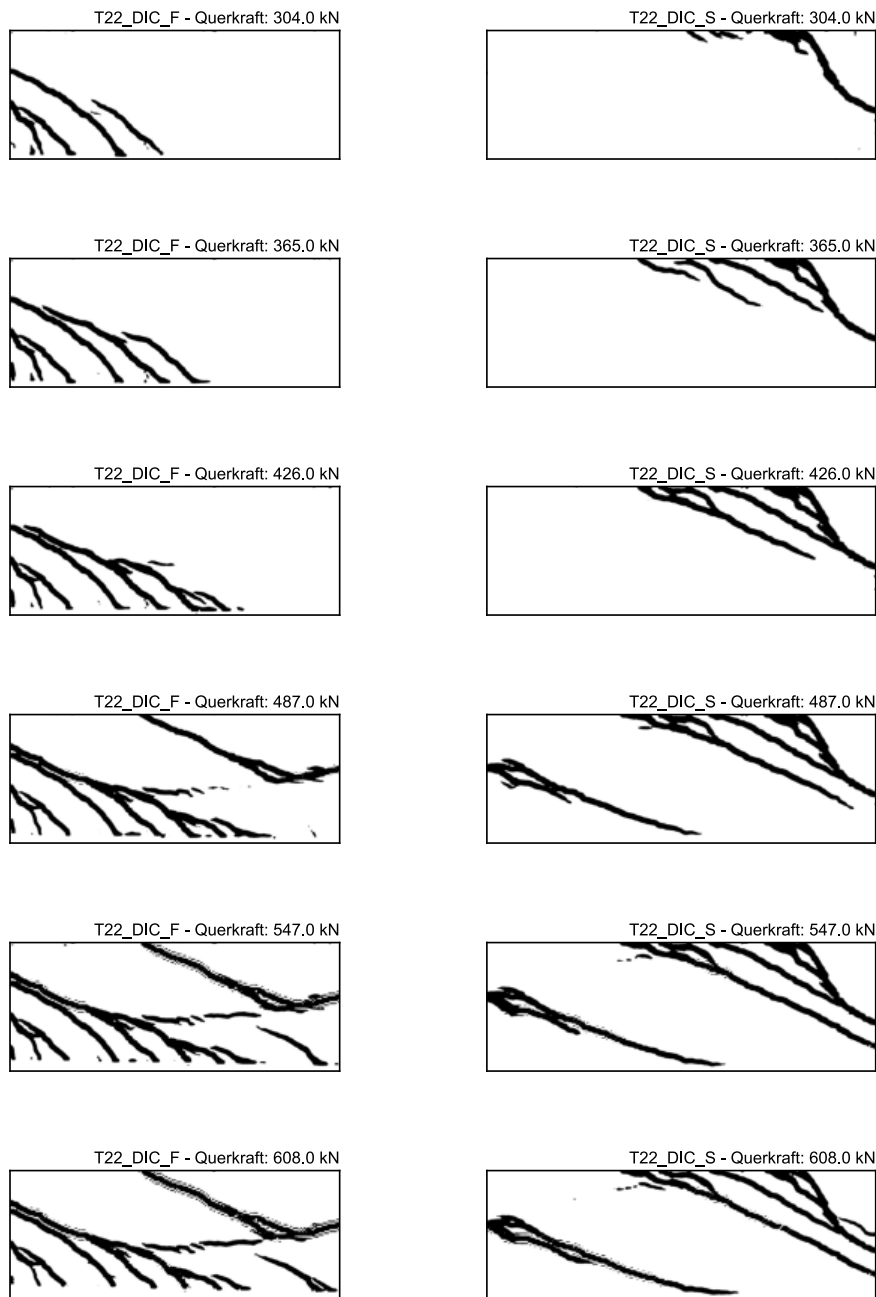 T22_DIC_F - Querkraft: 304.0 kN
T22_DIC_S - Querkraft: 304.0 kN
T22_DIC_F - Querkraft: 365.0 kN
T22_DIC_S - Querkraft: 365.0 kN
T22_DIC_F - Querkraft: 426.0 kN
T22_DIC_S - Querkraft: 426.0 kN
T22_DIC_F - Querkraft: 487.0 kN
T22_DIC_S - Querkraft: 487.0 kN
T22_DIC_F - Querkraft: 547.0 kN
T22_DIC_S - Querkraft: 547.0 kN
T22_DIC_F - Querkraft: 608.0 kN
T22_DIC_S - Querkraft: 608.0 kN